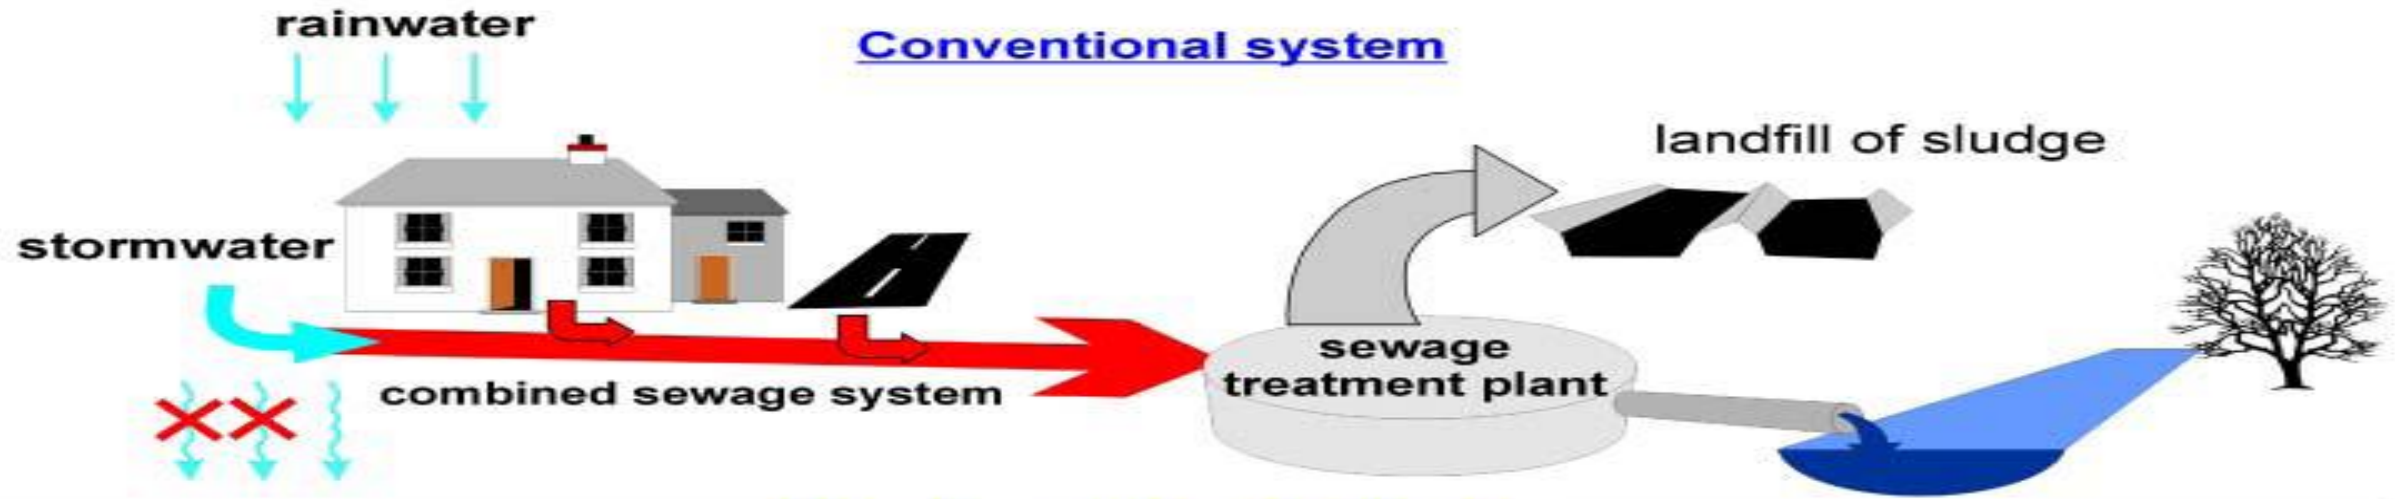 rainwater
Conventional system
landfill of sludge
stormwater
sewage
treatment plant
combined sewage system